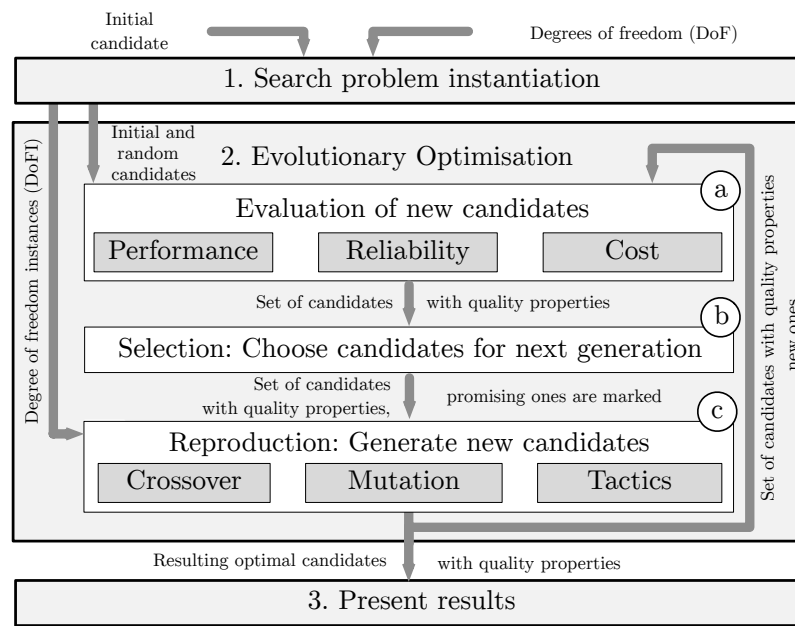 Initial
candidate
Degrees of freedom (DoF)
1. Search problem instantiation
Initial and
random
candidates
2. Evolutionary Optimisation
a
Evaluation of new candidates
Performance
Reliability
Cost
Set of candidates
with quality properties
b
Selection: Choose candidates for next generation
Set of candidates
with quality properties,
promising ones are marked
c
Reproduction: Generate new candidates
Crossover
Mutation
Tactics
Degree of freedom instances (DoFI)
Set of candidates with quality properties
new ones
Resulting optimal candidates
with quality properties
3. Present results